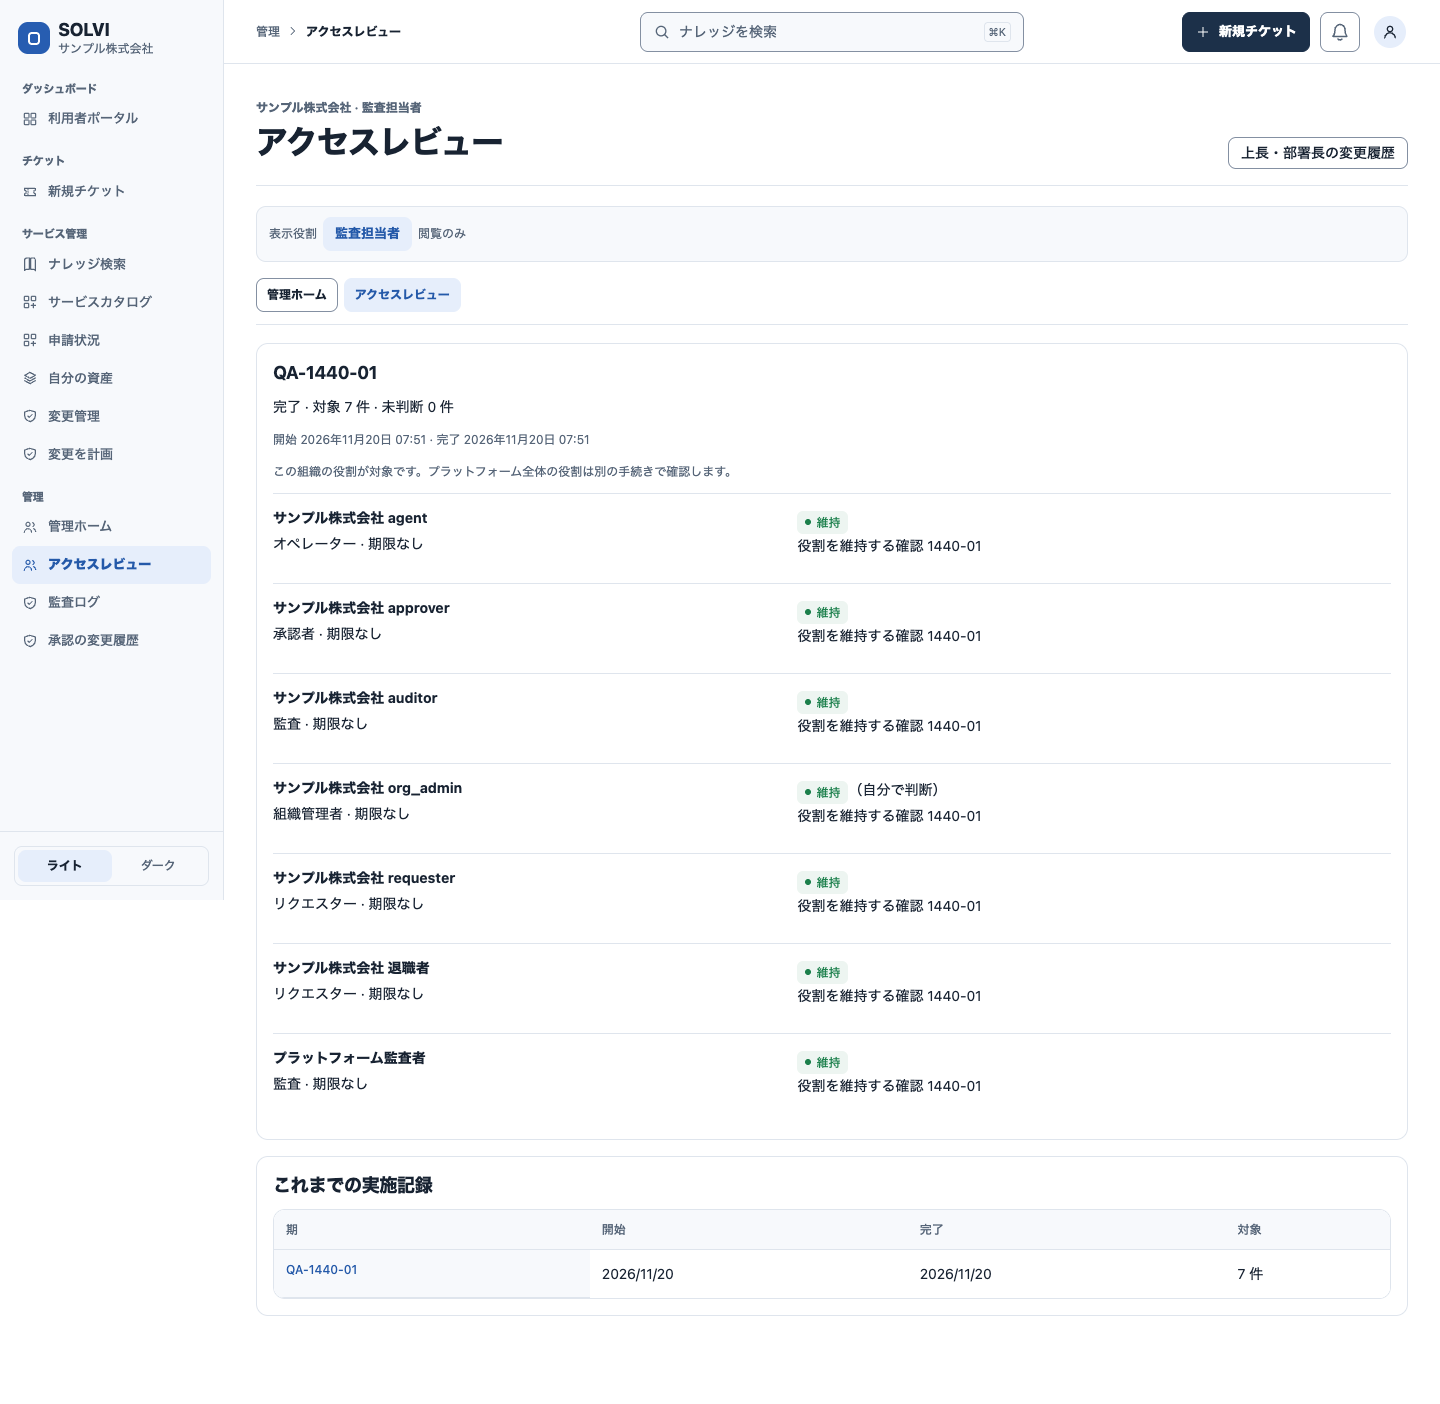 SOLVI
サンプル株式会社
ダッシュボード
利用者ポータル
チケット
新規チケット
サービス管理
ナレッジ検索
サービスカタログ
申請状況
自分の資産
変更管理
変更を計画
管理
管理ホーム
アクセスレビュー
監査ログ
承認の変更履歴
ライト ダーク
管理 > アクセスレビュー
ナレッジを検索 ⌘K
+ 新規チケット
サンプル株式会社 · 監査担当者
アクセスレビュー
上長・部署長の変更履歴
表示役割 監査担当者 閲覧のみ
管理ホーム アクセスレビュー
QA-1440-01
完了 · 対象 7 件 · 未判断 0 件
開始 2026年11月20日 07:51 · 完了 2026年11月20日 07:51
この組織の役割が対象です。プラットフォーム全体の役割は別の手続きで確認します。
サンプル株式会社 agent
オペレーター · 期限なし
維持
役割を維持する確認 1440-01
サンプル株式会社 approver
承認者 · 期限なし
維持
役割を維持する確認 1440-01
サンプル株式会社 auditor
監査 · 期限なし
維持
役割を維持する確認 1440-01
サンプル株式会社 org_admin
組織管理者 · 期限なし
維持 （自分で判断）
役割を維持する確認 1440-01
サンプル株式会社 requester
リクエスター · 期限なし
維持
役割を維持する確認 1440-01
サンプル株式会社 退職者
リクエスター · 期限なし
維持
役割を維持する確認 1440-01
プラットフォーム監査者
監査 · 期限なし
維持
役割を維持する確認 1440-01
これまでの実施記録
期 開始 完了 対象
QA-1440-01 2026/11/20 2026/11/20 7 件